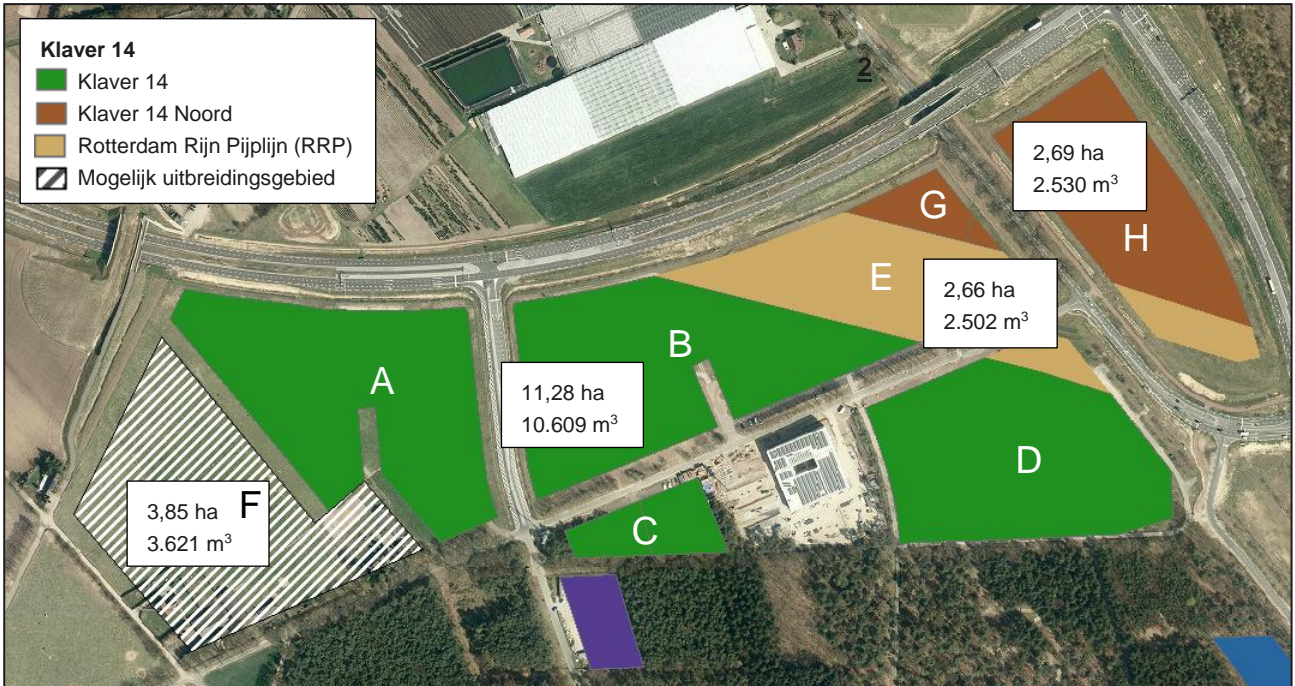 Klaver 14
Klaver 14
Klaver 14 Noord
Rotterdam Rijn Pijplijn (RRP)
Mogelijk uitbreidingsgebied
2
2,69 ha
2.530 m³
G
H
E
2,66 ha
2.502 m³
B
A
11,28 ha
10.609 m³
D
F
3,85 ha
3.621 m³
C